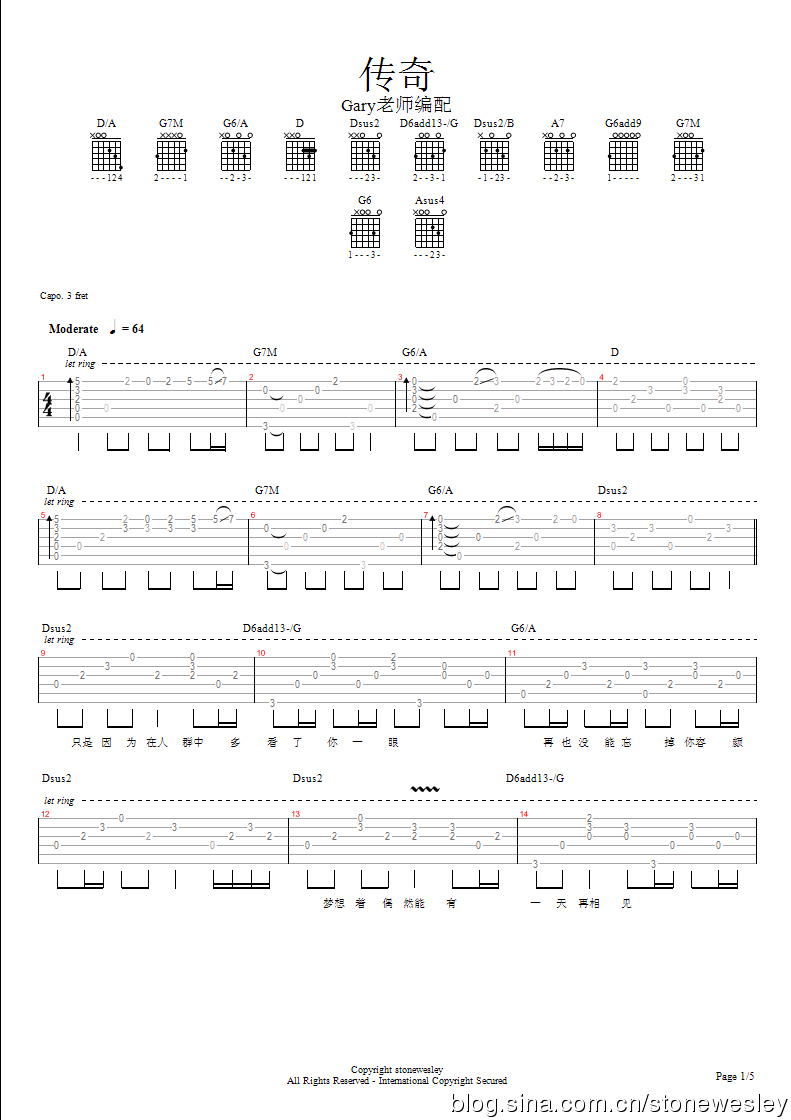 传奇
Gary老师编配
D/A G7M G6/A D Dsus2 D6add13-/G Dsus2/B A7 G6add9 G7M
---124 2----1 --2-3- ---121 ---23- 2--3-1 -1-23- --2-3- 1----- 2---31
G6 Asus4
1---3- ---23-
Capo. 3 fret
Moderate = 64
D/A G7M G6/A D
let ring
D/A G7M G6/A Dsus2
let ring
Dsus2 D6add13-/G G6/A
let ring
9 10 11
只是 因 为 在人 群中 多 看 了 你 一 眼 再 也 没 能 忘 掉 你容 颜
Dsus2 Dsus2 D6add13-/G
let ring
12 13 14
梦想 着 偶 然能 有 一 天 再相 见
Copyright stonewesley
All Rights Reserved - International Copyright Secured
Page 1/5
blog.sina.com.cn/stonewesley